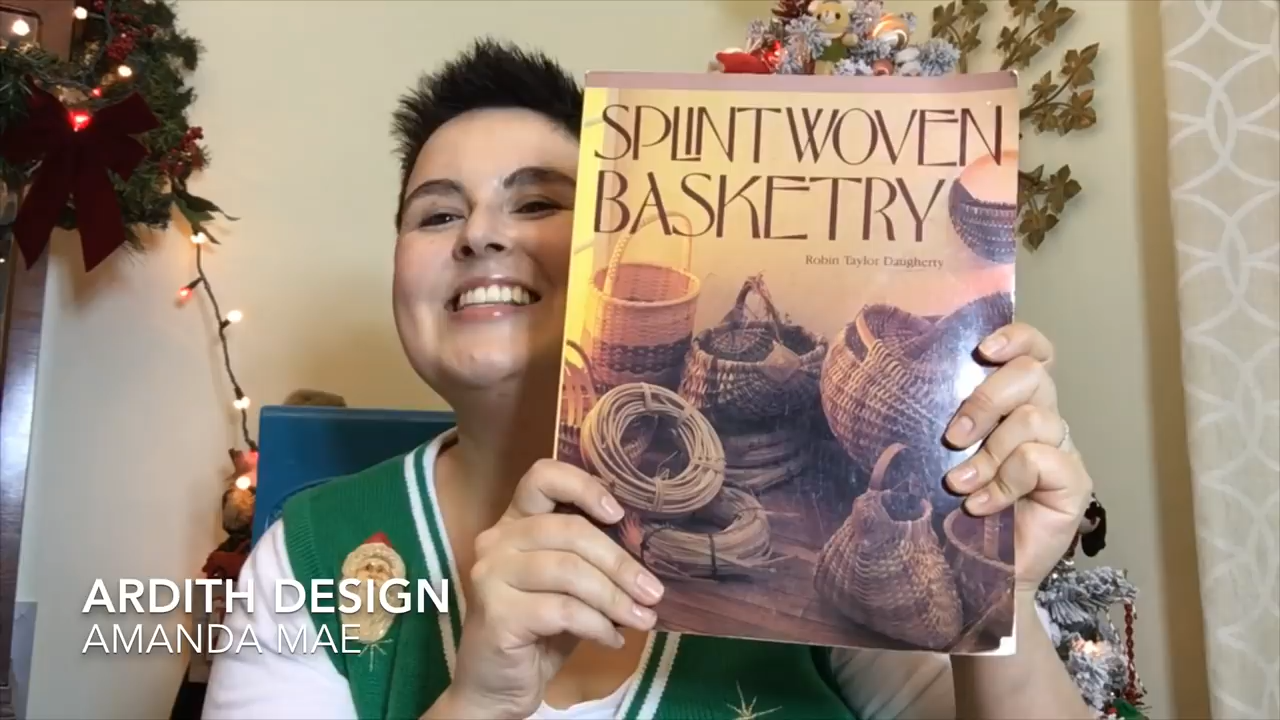 SPLINTWOVEN
BASKETRY
Robin Taylor Daugherty
ARDITH DESIGN
AMANDA MAE